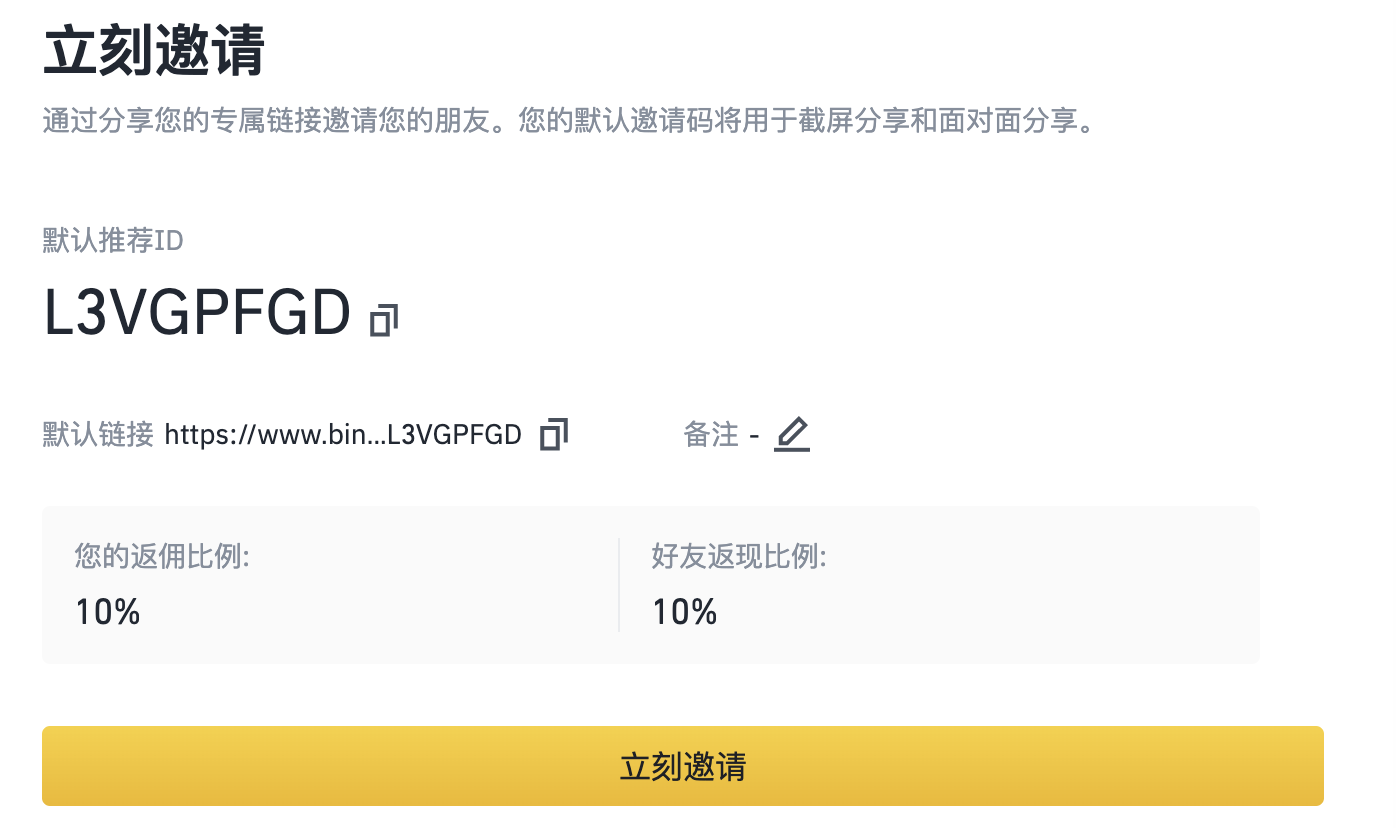 立刻邀请
通过分享您的专属链接邀请您的朋友。您的默认邀请码将用于截屏分享和面对面分享。
默认推荐ID
L3VGPFGD
默认链接 https://www.bin...L3VGPFGD 备注 -
您的返佣比例: 好友返现比例:
10% 10%
立刻邀请